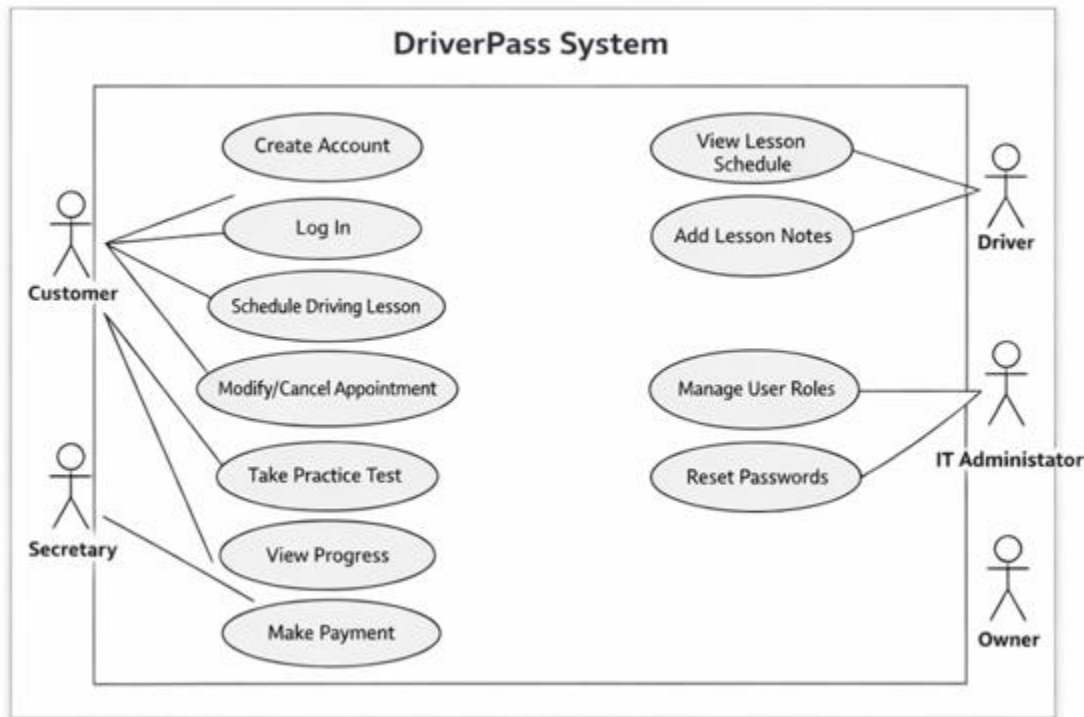 DriverPass System
Create Account
Log In
Schedule Driving Lesson
Modify/Cancel Appointment
Take Practice Test
View Progress
Make Payment
Customer
Secretary
View Lesson
Schedule
Add Lesson Notes
Manage User Roles
Reset Passwords
Driver
IT Administator
Owner